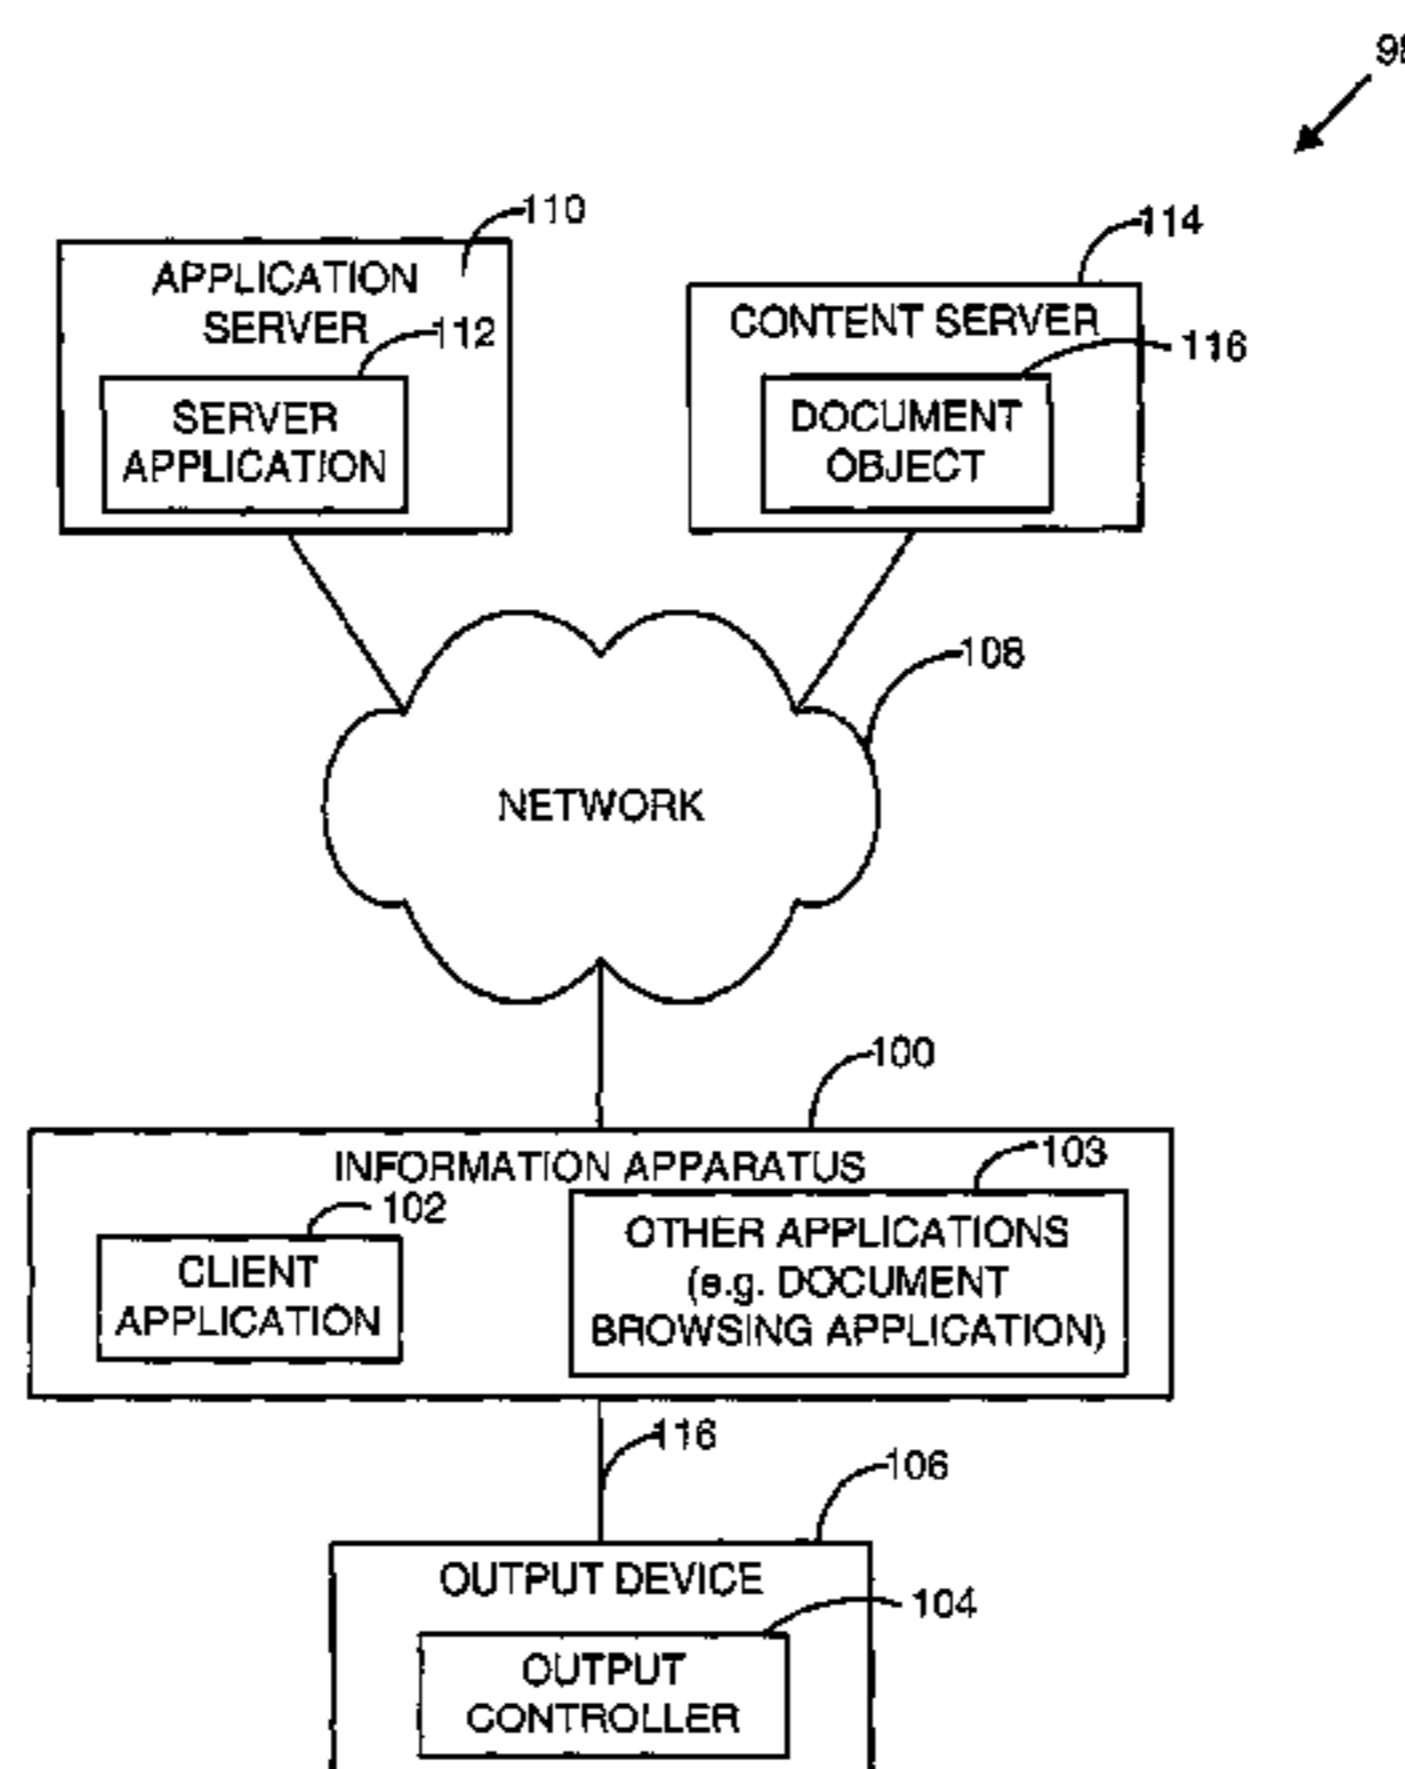 110
114
APPLICATION
SERVER
112
CONTENT SERVER
116
SERVER
APPLICATION
DOCUMENT
OBJECT
108
NETWORK
100
INFORMATION APPARATUS
103
102
OTHER APPLICATIONS
(e.g. DOCUMENT
BROWSING APPLICATION)
CLIENT
APPLICATION
116
106
OUTPUT DEVICE
104
OUTPUT
CONTROLLER